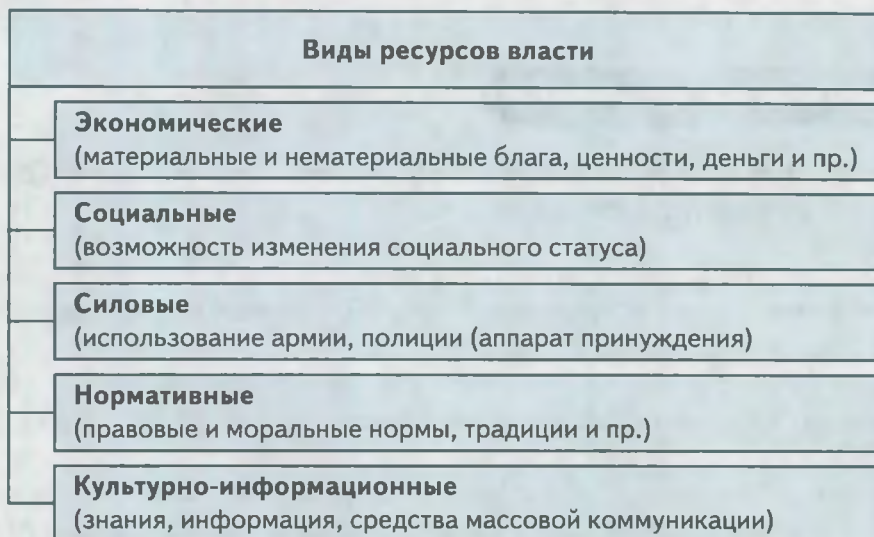 Виды ресурсов власти
Экономические
(материальные и нематериальные блага, ценности, деньги и пр.)
Социальные
(возможность изменения социального статуса)
Силовые
(использование армии, полиции (аппарат принуждения)
Нормативные
(правовые и моральные нормы, традиции и пр.)
Культурно-информационные
(знания, информация, средства массовой коммуникации)